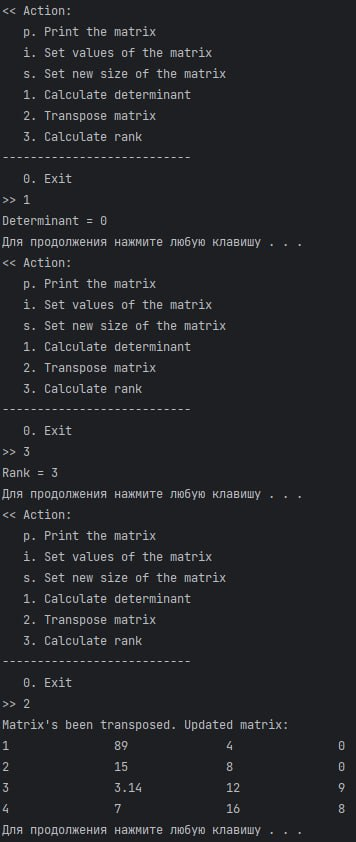 << Action:
   p. Print the matrix
   i. Set values of the matrix
   s. Set new size of the matrix
   1. Calculate determinant
   2. Transpose matrix
   3. Calculate rank
---------------------------
   0. Exit
>> 1
Determinant = 0
Для продолжения нажмите любую клавишу . . .
<< Action:
   p. Print the matrix
   i. Set values of the matrix
   s. Set new size of the matrix
   1. Calculate determinant
   2. Transpose matrix
   3. Calculate rank
---------------------------
   0. Exit
>> 3
Rank = 3
Для продолжения нажмите любую клавишу . . .
<< Action:
   p. Print the matrix
   i. Set values of the matrix
   s. Set new size of the matrix
   1. Calculate determinant
   2. Transpose matrix
   3. Calculate rank
---------------------------
   0. Exit
>> 2
Matrix's been transposed. Updated matrix:
1               89              4               0
2               15              8               0
3               3.14            12              9
4               7               16              8
Для продолжения нажмите любую клавишу . . .